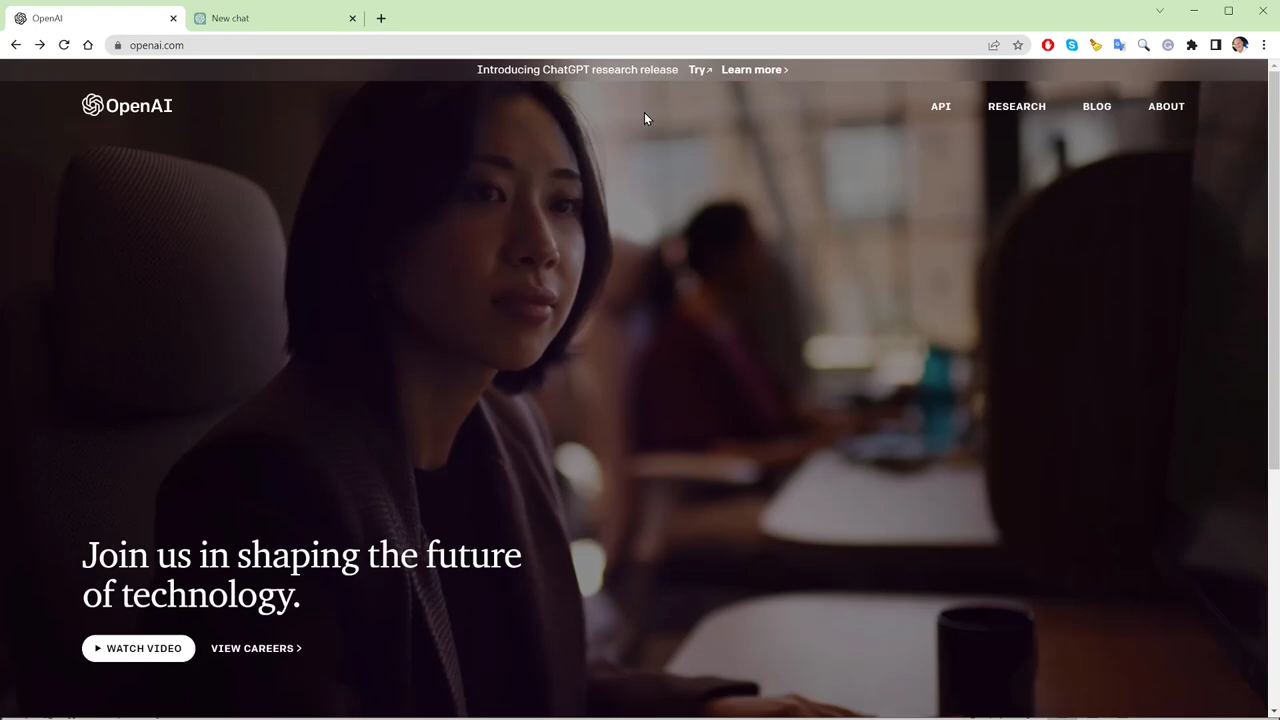 OpenAI
New chat
openai.com
Introducing ChatGPT research release Try↗ Learn more >
OpenAI
API RESEARCH BLOG ABOUT
Join us in shaping the future
of technology.
WATCH VIDEO VIEW CAREERS >